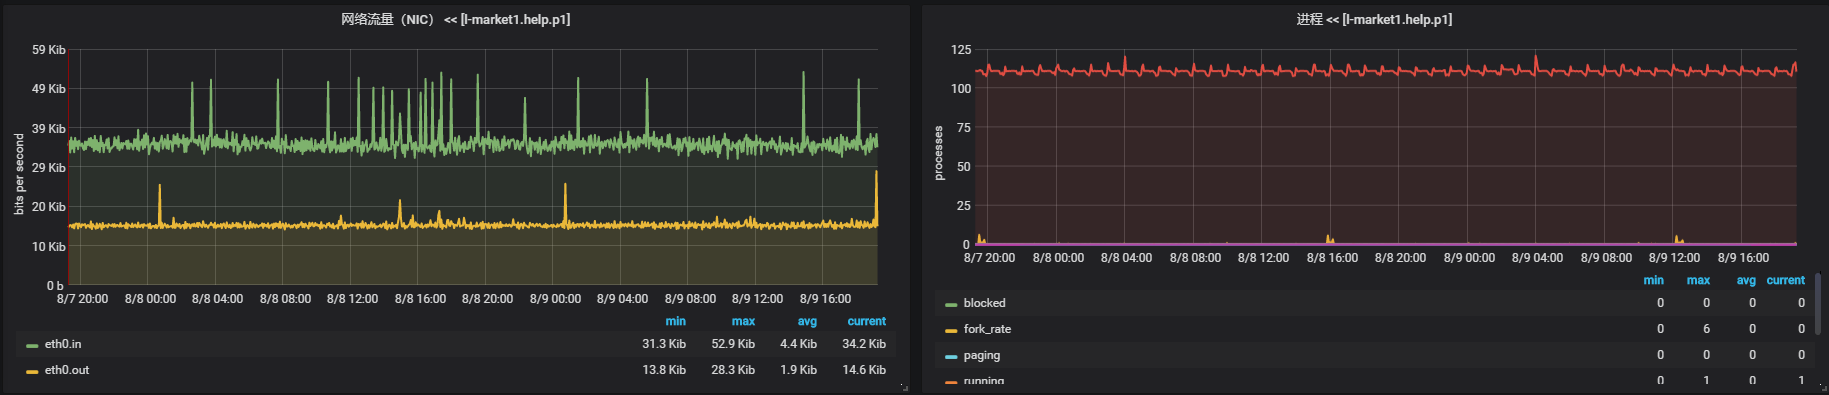 网络流量（NIC） << [l-market1.help.p1]
59 Kib
49 Kib
39 Kib
29 Kib
20 Kib
10 Kib
0 b
bits per second
8/7 20:00 8/8 00:00 8/8 04:00 8/8 08:00 8/8 12:00 8/8 16:00 8/8 20:00 8/9 00:00 8/9 04:00 8/9 08:00 8/9 12:00 8/9 16:00
min max avg current
eth0.in 31.3 Kib 52.9 Kib 4.4 Kib 34.2 Kib
eth0.out 13.8 Kib 28.3 Kib 1.9 Kib 14.6 Kib
进程 << [l-market1.help.p1]
125
100
75
50
25
0
processes
8/7 20:00 8/8 00:00 8/8 04:00 8/8 08:00 8/8 12:00 8/8 16:00 8/8 20:00 8/9 00:00 8/9 04:00 8/9 08:00 8/9 12:00 8/9 16:00
min max avg current
blocked 0 0 0 0
fork_rate 0 6 0 0
paging 0 0 0 0
running 0 1 0 1